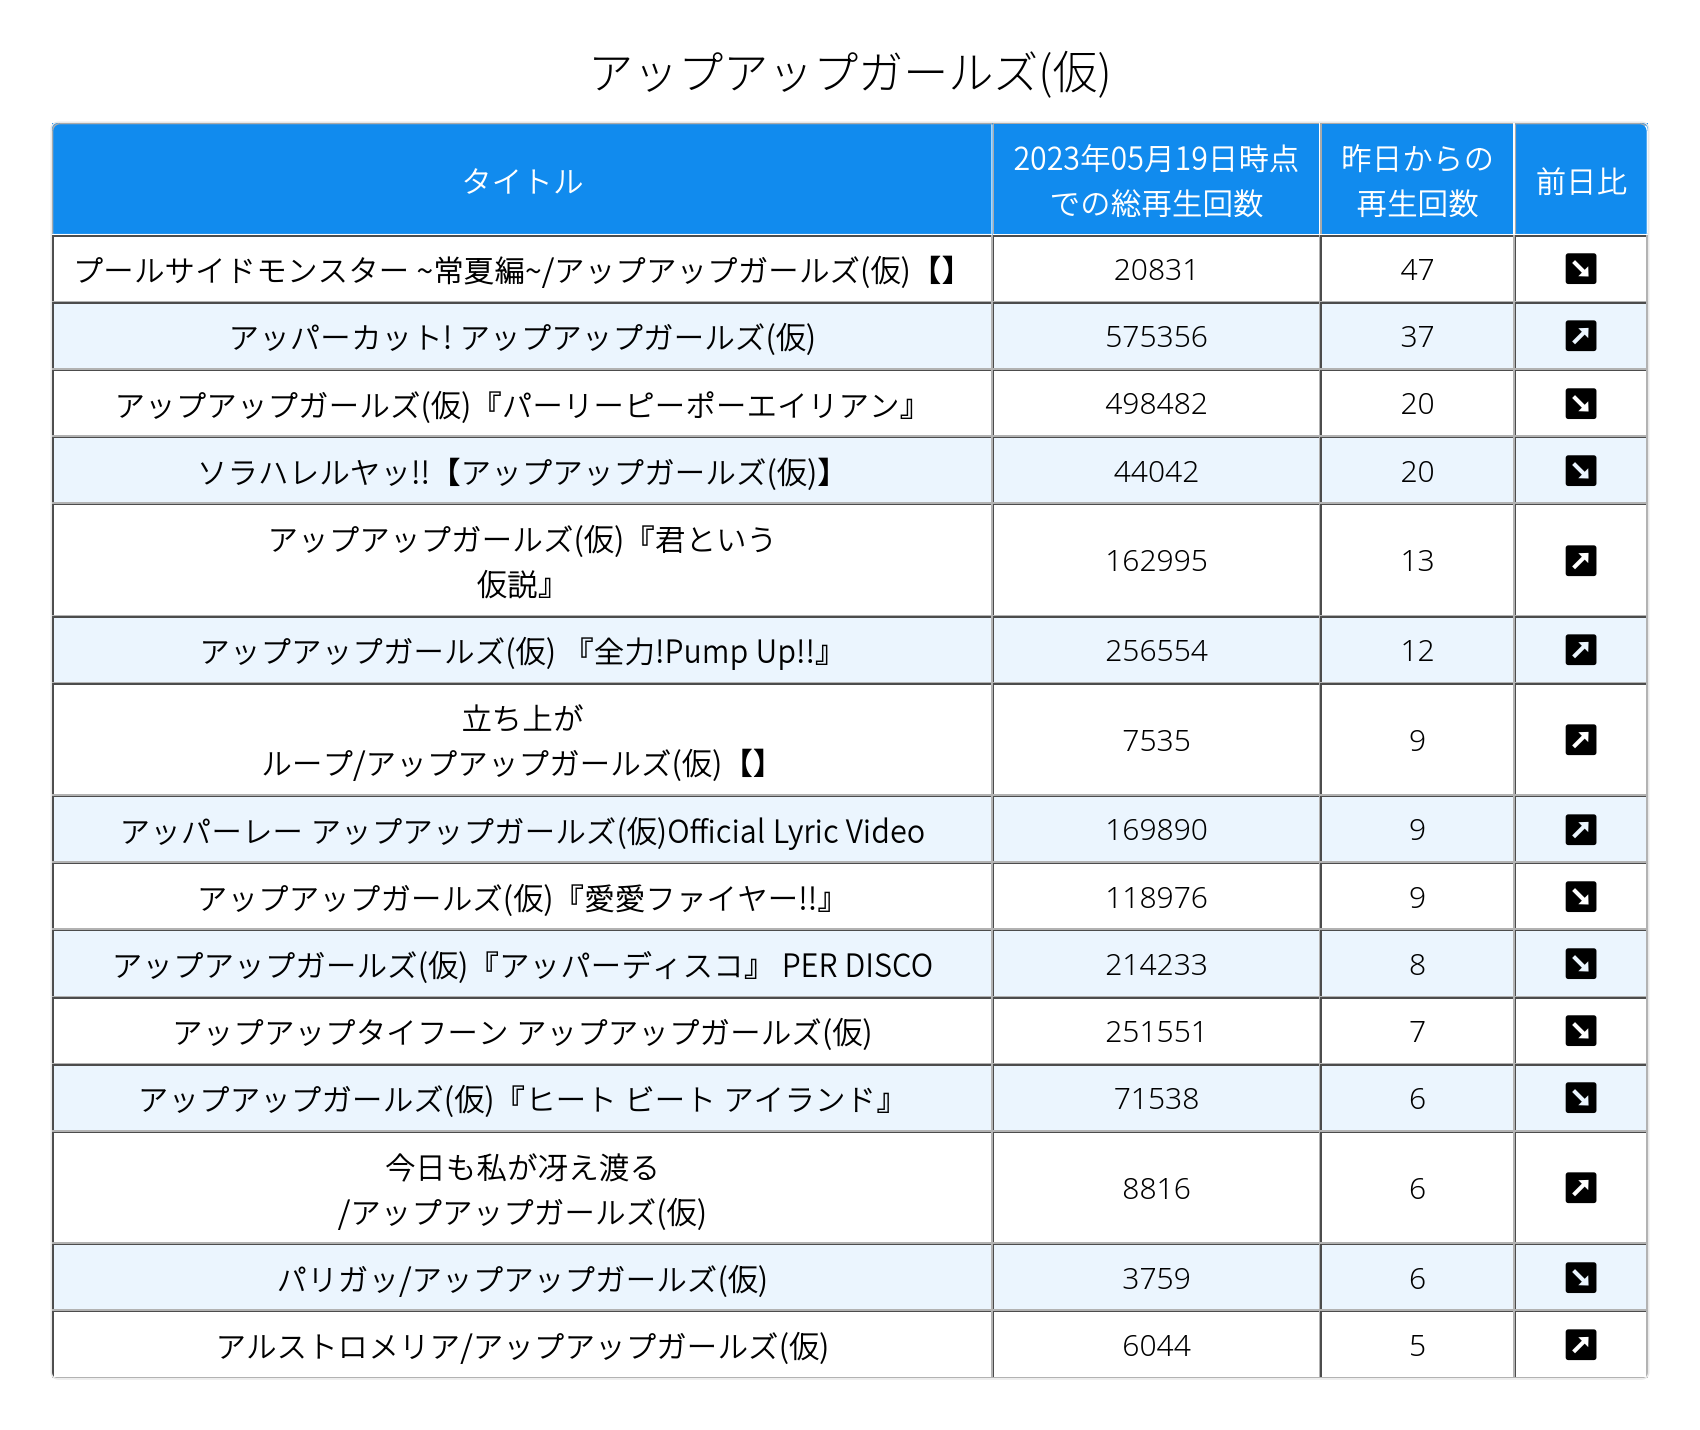 アップアップガールズ(仮)
タイトル
2023年05月19日時点
での総再生回数
昨日からの
再生回数
前日比
プールサイドモンスター ~常夏編~/アップアップガールズ(仮)【】
20831
47
アッパーカット! アップアップガールズ(仮)
575356
37
アップアップガールズ(仮)『パーリーピーポーエイリアン』
498482
20
ソラハレルヤッ!!【アップアップガールズ(仮)】
44042
20
アップアップガールズ(仮)『君という
仮説』
162995
13
アップアップガールズ(仮) 『全力!Pump Up!!』
256554
12
立ち上が
ループ/アップアップガールズ(仮)【】
7535
9
アッパーレー アップアップガールズ(仮)Official Lyric Video
169890
9
アップアップガールズ(仮)『愛愛ファイヤー!!』
118976
9
アップアップガールズ(仮)『アッパーディスコ』 PER DISCO
214233
8
アップアップタイフーン アップアップガールズ(仮)
251551
7
アップアップガールズ(仮)『ヒート ビート アイランド』
71538
6
今日も私が冴え渡る
/アップアップガールズ(仮)
8816
6
パリガッ/アップアップガールズ(仮)
3759
6
アルストロメリア/アップアップガールズ(仮)
6044
5